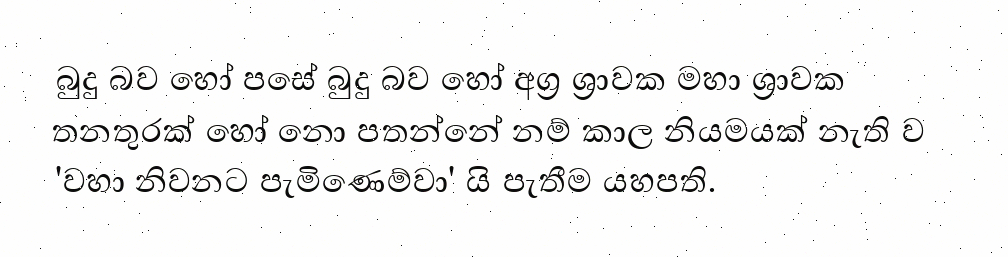 බුදු බව හෝ පසේ බුදු බව හෝ අග්‍ර ශ්‍රාවක මහා ශ්‍රාවක
තනතුරක් හෝ නො පතන්නේ නම් කාල නියමයක් නැති ව
'වහා නිවනට පැමිණෙම්වා' යි පැතීම යහපති.